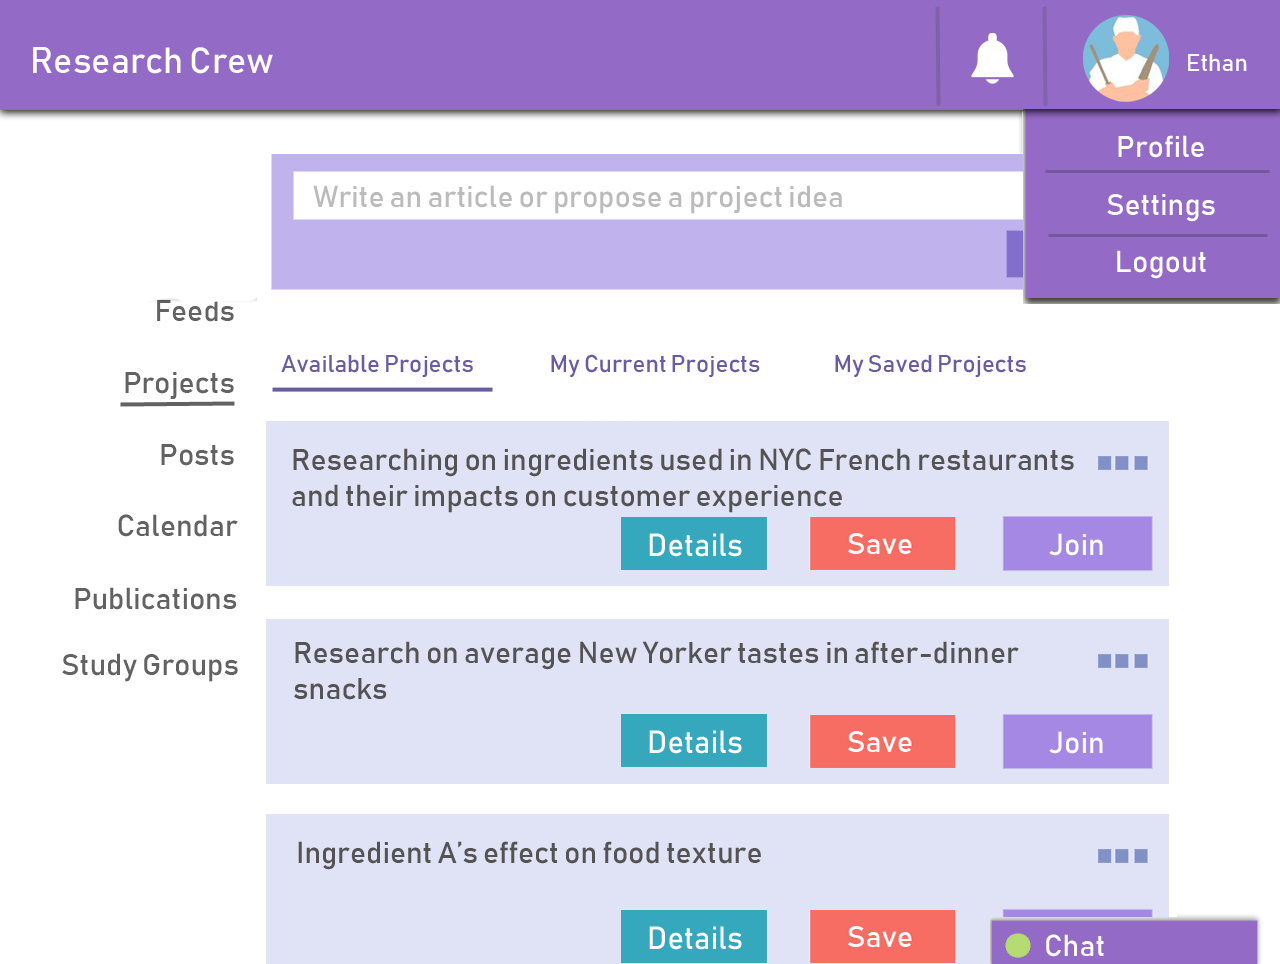 Research Crew
Ethan
Profile
Settings
Logout
Write an article or propose a project idea
Feeds
Projects
Posts
Calendar
Publications
Study Groups
Available Projects
My Current Projects
My Saved Projects
Researching on ingredients used in NYC French restaurants
and their impacts on customer experience
Details
Save
Join
Research on average New Yorker tastes in after-dinner
snacks
Details
Save
Join
Ingredient A’s effect on food texture
Details
Save
Chat